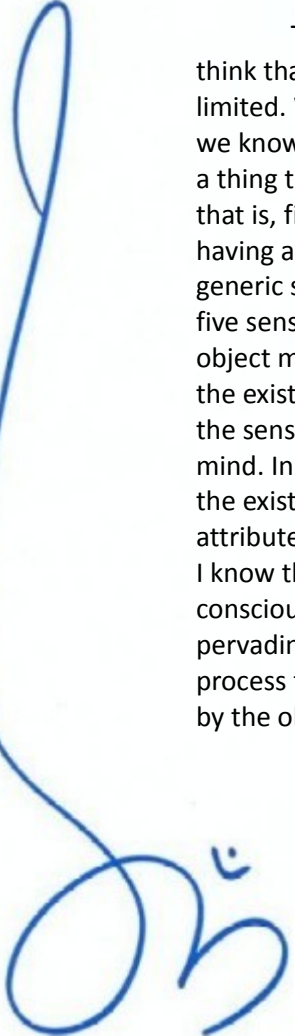 think tha
limited.
we know
a thing t
that is, fi
having a
generic s
five sens
object m
the exist
the sens
mind. In
the exist
attribute
I know th
consciou
pervadin
process t
by the o